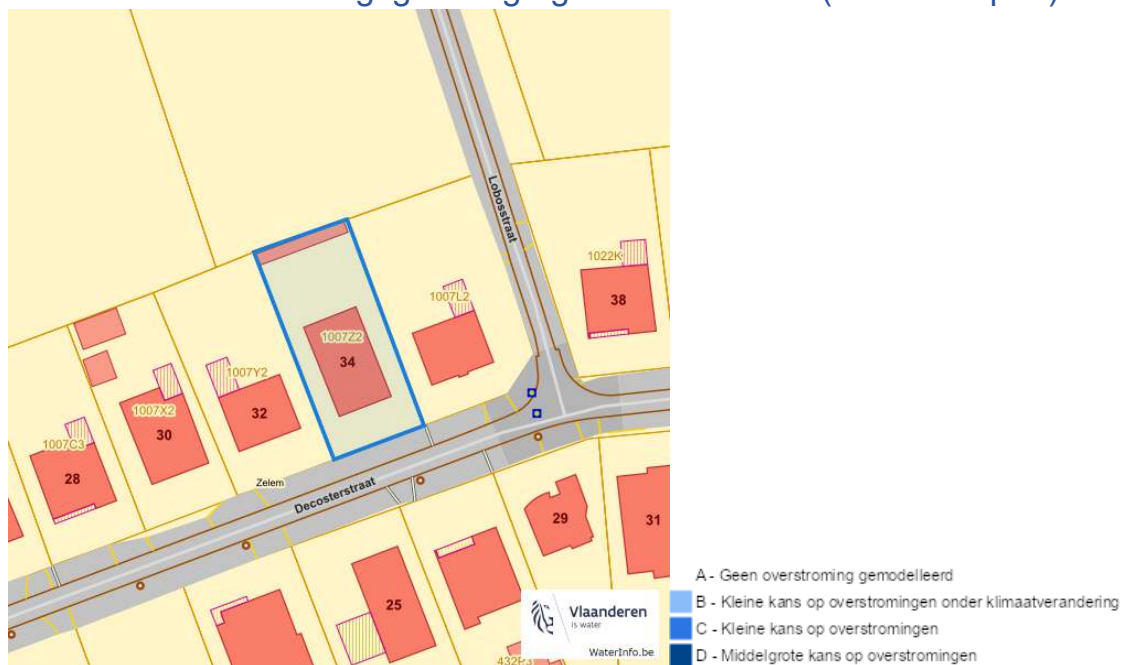 Lobosstraat
1022K
38
1007L2
1007Z2
34
1007Y2
32
1007X2
30
1007C3
28
Zelem
Decosterstraat
29
31
25
A - Geen overstroming gemodelleerd
B - Kleine kans op overstromingen onder klimaatverandering
C - Kleine kans op overstromingen
D - Middelgrote kans op overstromingen
Vlaanderen
is water
WaterInfo.be